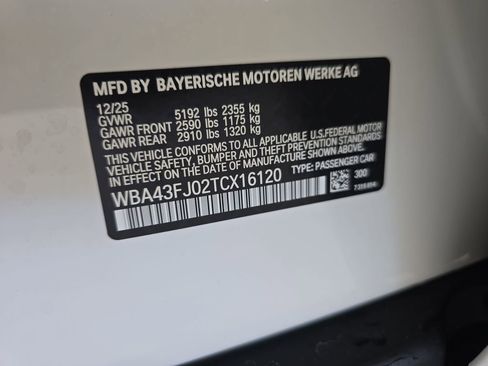 MFD BY BAYERISCHE MOTOREN WERKE AG
12/25
GVWR 5192 lbs 2355 kg
GAWR FRONT 2590 lbs 1175 kg
GAWR REAR 2910 lbs 1320 kg
THIS VEHICLE CONFORMS TO ALL APPLICABLE U.S.FEDERAL MOTOR
VEHICLE SAFETY, BUMPER, AND THEFT PREVENTION STANDARDS IN
EFFECT ON THE DATE OF MANUFACTURE SHOWN ABOVE.
WBA43FJ02TCX16120 TYPE: PASSENGER CAR
300